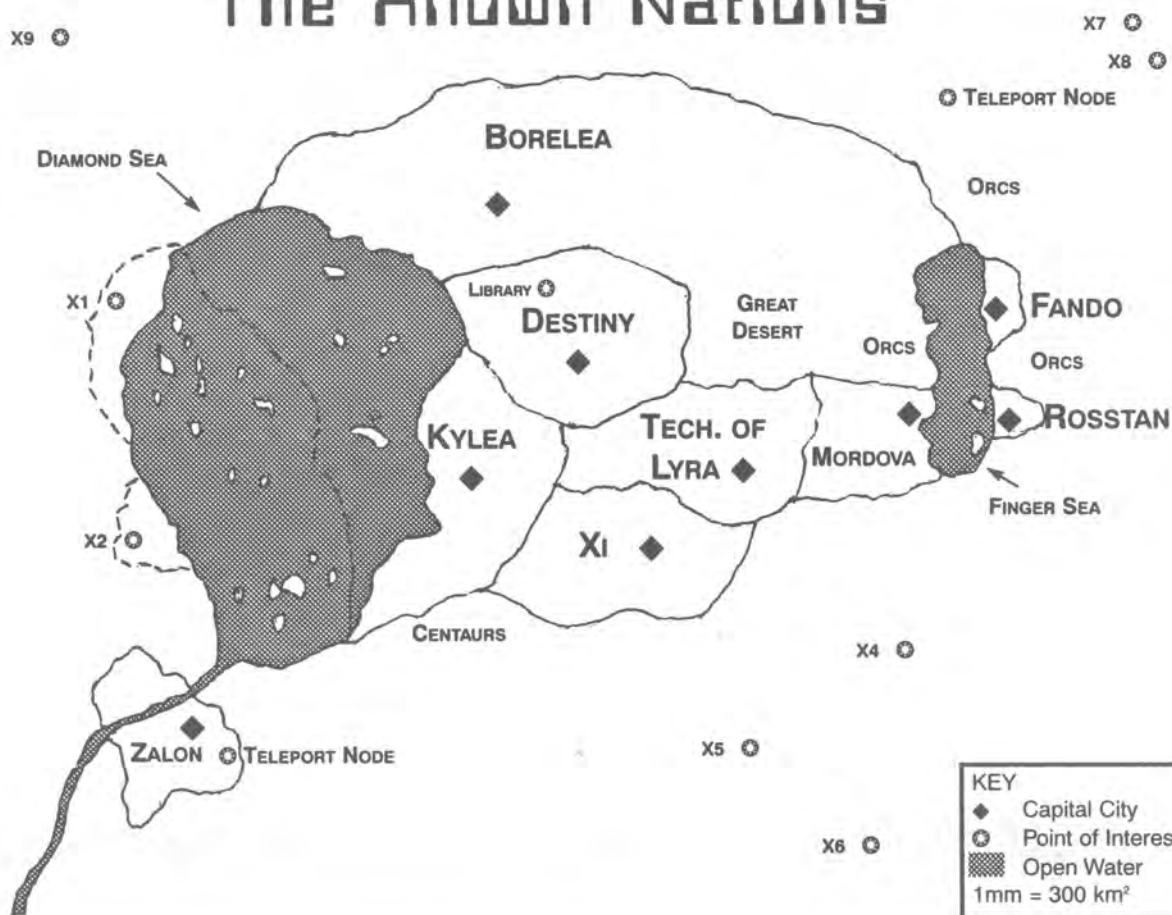 The Known Nations
X9
X7
X8
TELEPORT NODE
BORELEA
DIAMOND SEA
ORCS
X1
LIBRARY
DESTINY
GREAT
DESERT
FANDO
ORCS
ORCS
KYLEA
TECH. OF
LYRA
MORDOVA
ROSSTAN
FINGER SEA
X2
XI
CENTAURS
X4
ZALON
TELEPORT NODE
X5
X6
KEY
Capital City
Point of Interes
Open Water
1mm = 300 km²